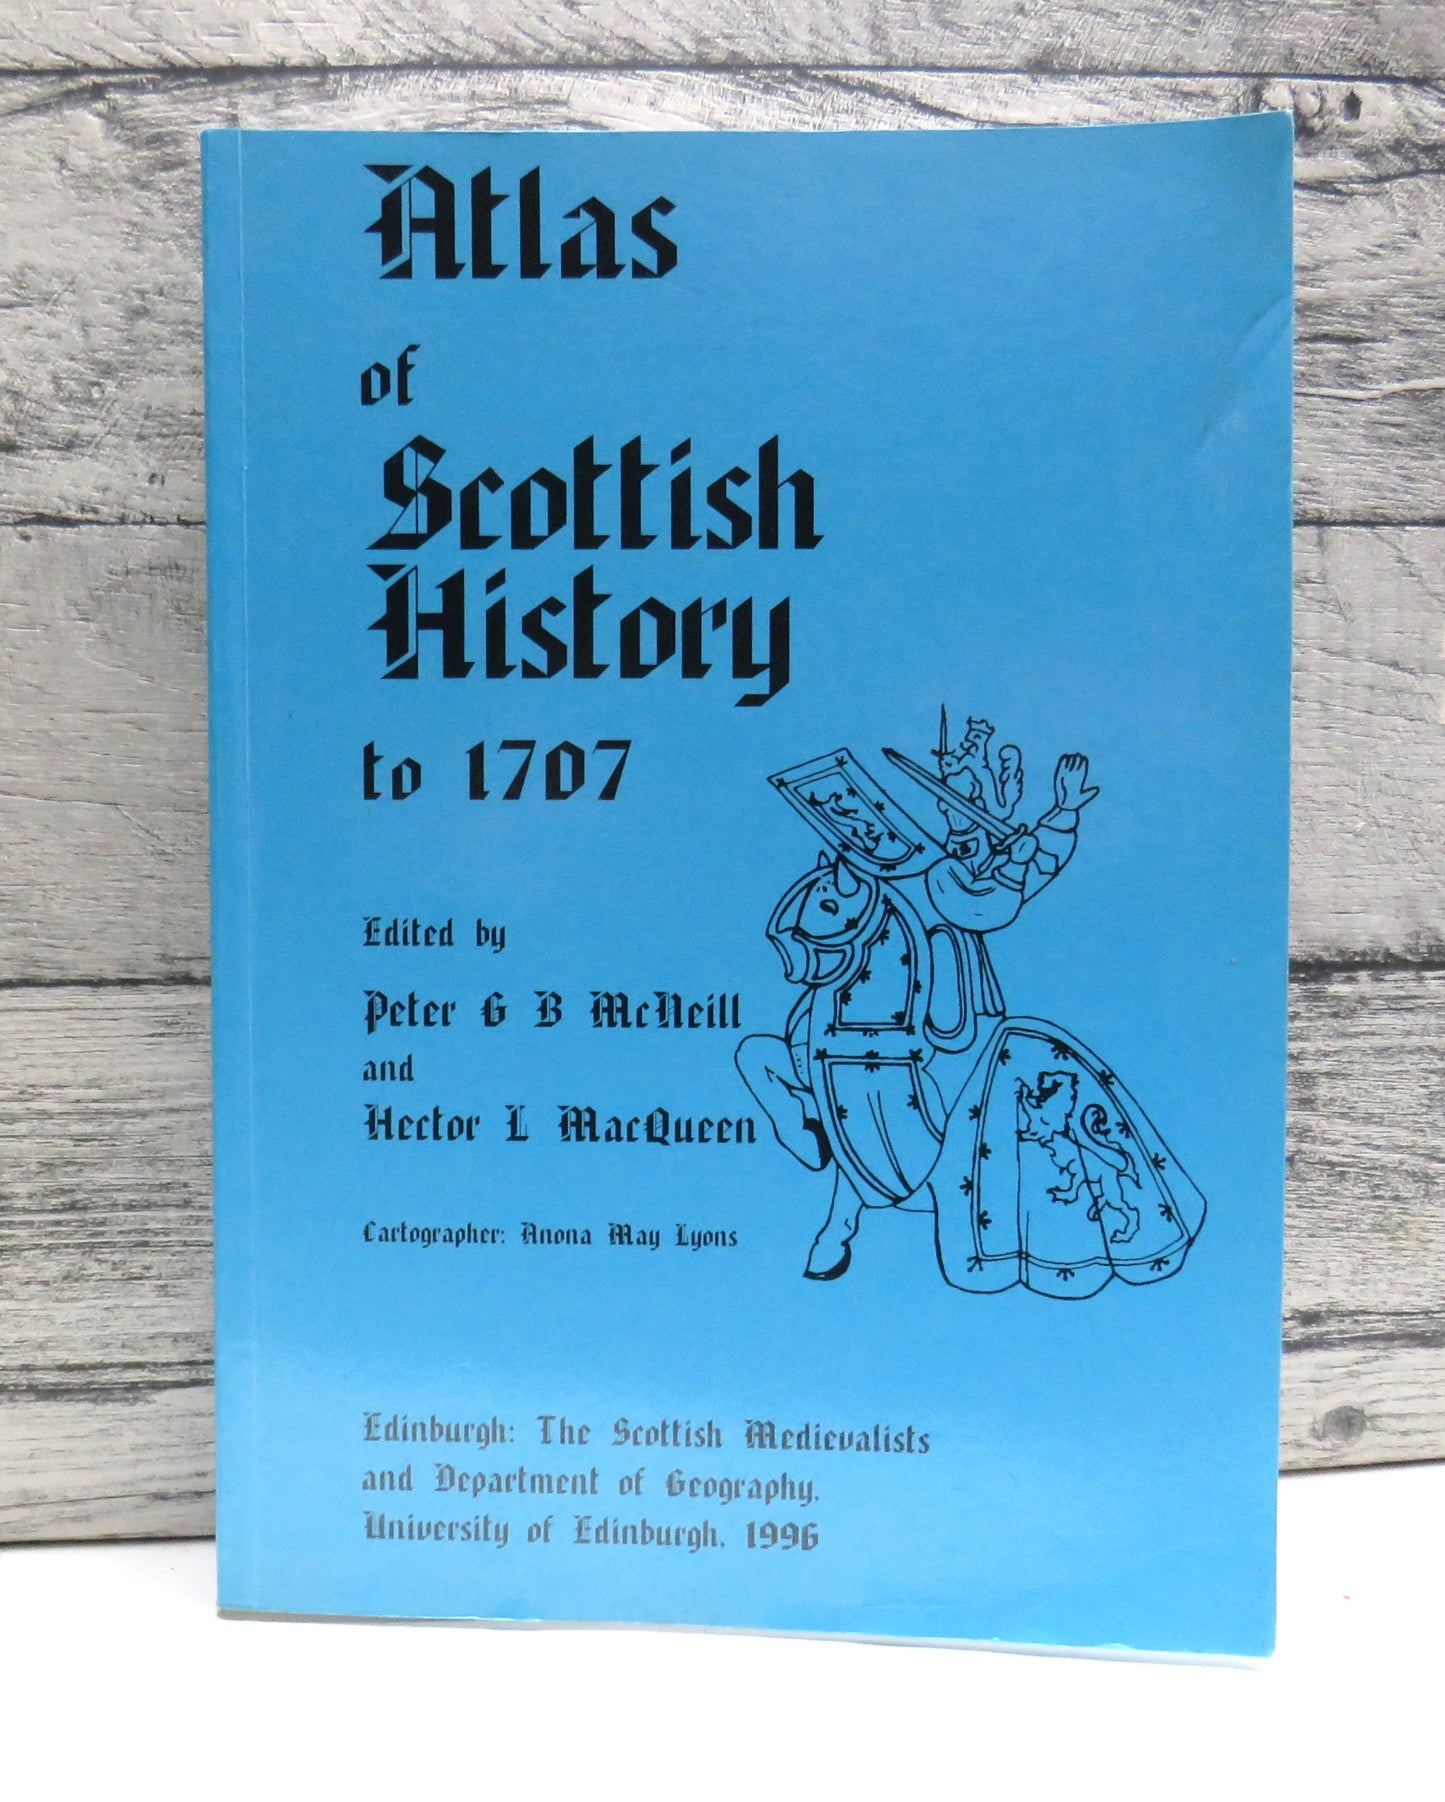 Atlas
of
Scottish
History
to 1707
Edited by
Peter G B McNeill
and
Hector L MacQueen
Cartographer: Anona May Lyons
Edinburgh: The Scottish Medievalists
and Department of Geography,
University of Edinburgh, 1996